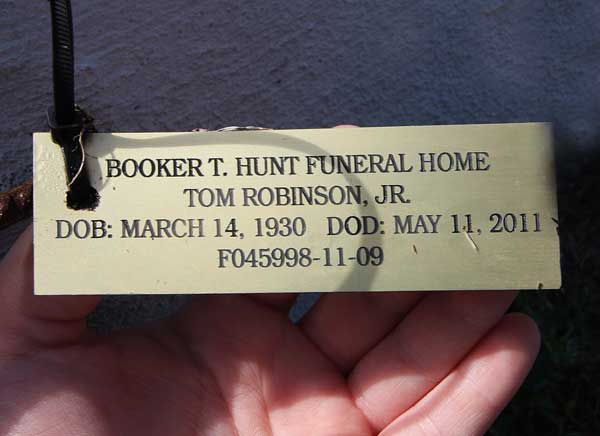 BOOKER T. HUNT FUNERAL HOME
TOM ROBINSON, JR.
DOB: MARCH 14, 1930 DOD: MAY 11, 2011
F045998-11-09